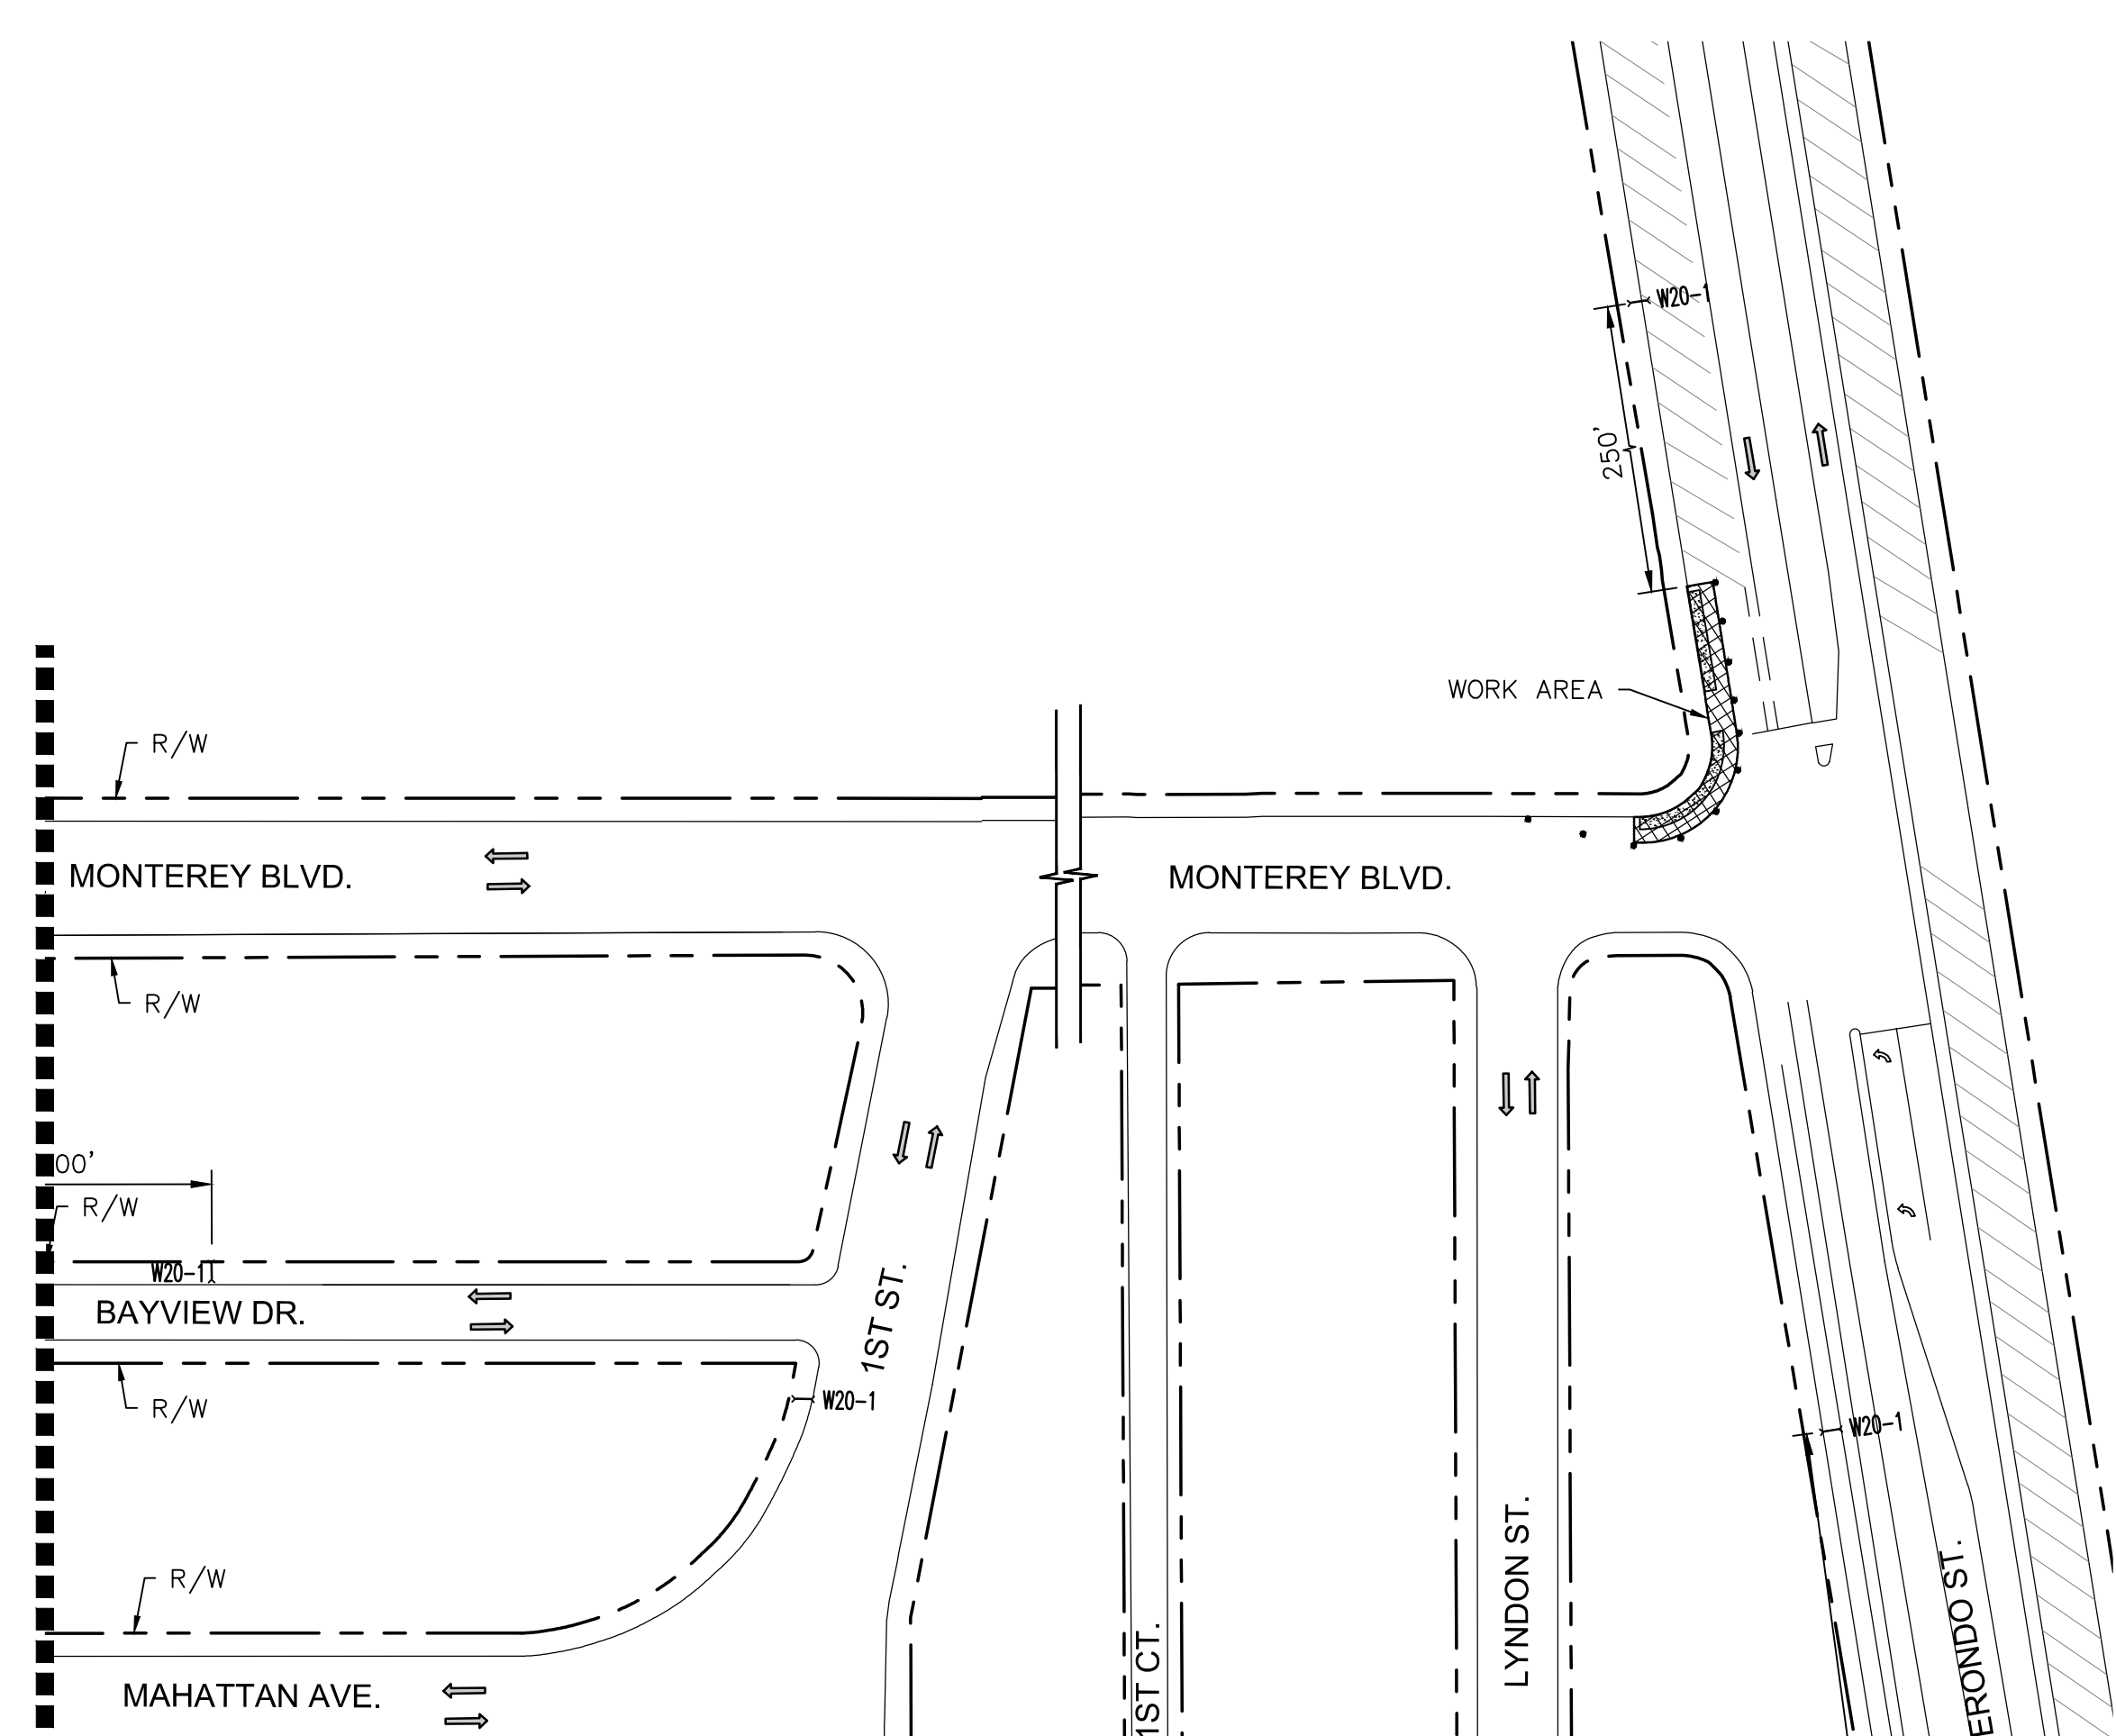 W20-1
250'
WORK AREA
R/W
MONTEREY BLVD.
MONTEREY BLVD.
R/W
00'
R/W
W20-1
BAYVIEW DR.
1ST ST.
R/W
W20-1
W20-1
R/W
LYNDON ST.
ERONDO ST.
1ST CT.
MAHATTAN AVE.